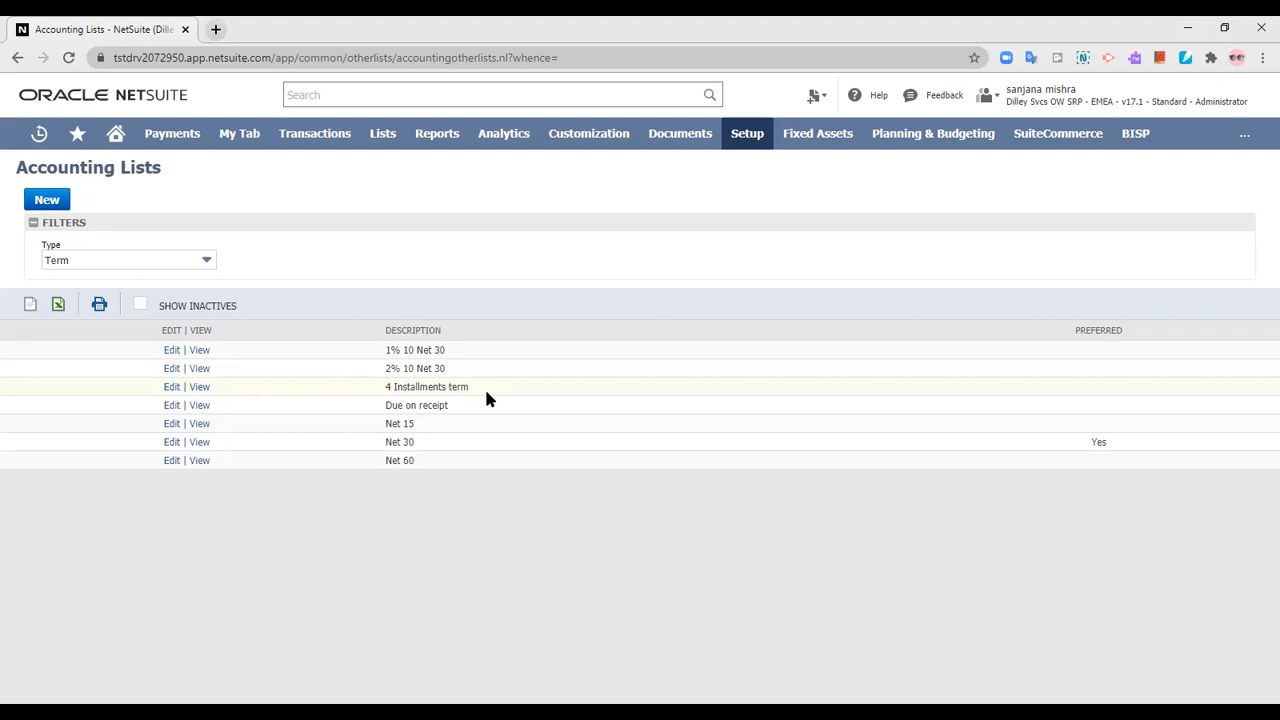 N Accounting Lists - NetSuite (Dille
tstdrv2072950.app.netsuite.com/app/common/otherlists/accountingotherlists.nl?whence=
ORACLE NETSUITE
Search
Help
Feedback
sanjana mishra
Dilley Svcs OW SRP - EMEA - v17.1 - Standard - Administrator
Payments My Tab Transactions Lists Reports Analytics Customization Documents Setup Fixed Assets Planning & Budgeting SuiteCommerce BISP ...
Accounting Lists
New
FILTERS
Type
Term
SHOW INACTIVES
EDIT | VIEW DESCRIPTION PREFERRED
Edit | View 1% 10 Net 30
Edit | View 2% 10 Net 30
Edit | View 4 Installments term
Edit | View Due on receipt
Edit | View Net 15
Edit | View Net 30 Yes
Edit | View Net 60